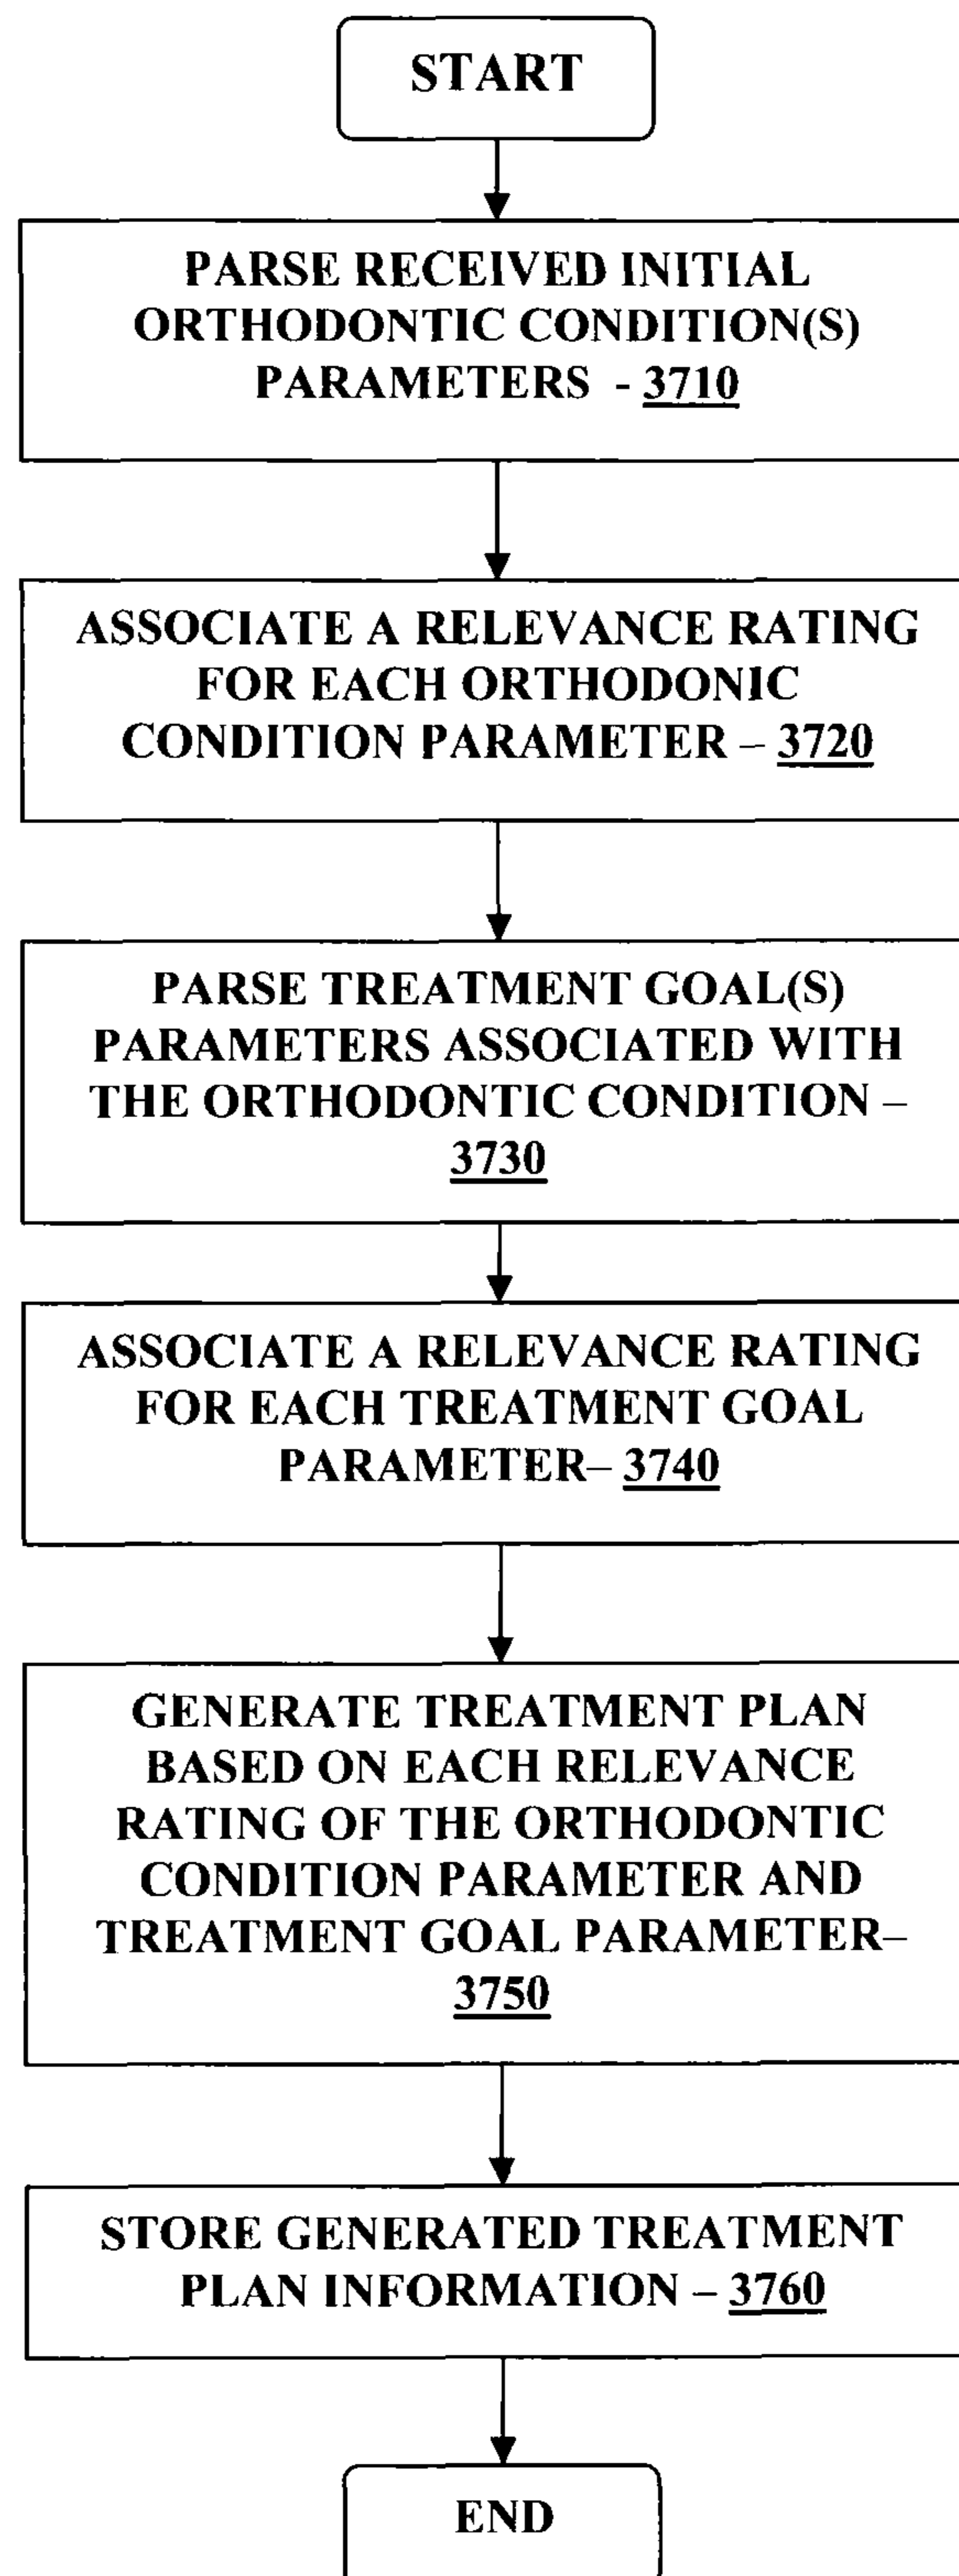 START
PARSE RECEIVED INITIAL
ORTHODONTIC CONDITION(S)
PARAMETERS - 3710
ASSOCIATE A RELEVANCE RATING
FOR EACH ORTHODONIC
CONDITION PARAMETER – 3720
PARSE TREATMENT GOAL(S)
PARAMETERS ASSOCIATED WITH
THE ORTHODONTIC CONDITION –
3730
ASSOCIATE A RELEVANCE RATING
FOR EACH TREATMENT GOAL
PARAMETER– 3740
GENERATE TREATMENT PLAN
BASED ON EACH RELEVANCE
RATING OF THE ORTHODONTIC
CONDITION PARAMETER AND
TREATMENT GOAL PARAMETER–
3750
STORE GENERATED TREATMENT
PLAN INFORMATION – 3760
END